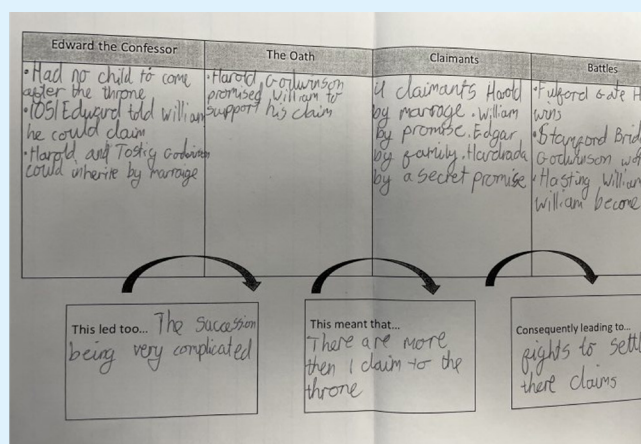 Edward the Confessor
• Had no child to come
after the throne
• 1051 Edward told william
he could claim
• Harold and Tostig Godwinson
could inherite by marraige
The Oath
• Harold Godwinson
promised William to
support his claim
Claimants
4 claimants Harold
by marrage . William
by promise. Edgar
by family . Hardrada
by a secret promise
Battles
• Fulford Gate H
wins
• Stamford Brid
Godwinson wo
• Hasting William
william become
This led too... The succession
being very complicated
This meant that...
There are more
then 1 claim to the
throne
Consequently leading to...
fights to settl
there claims